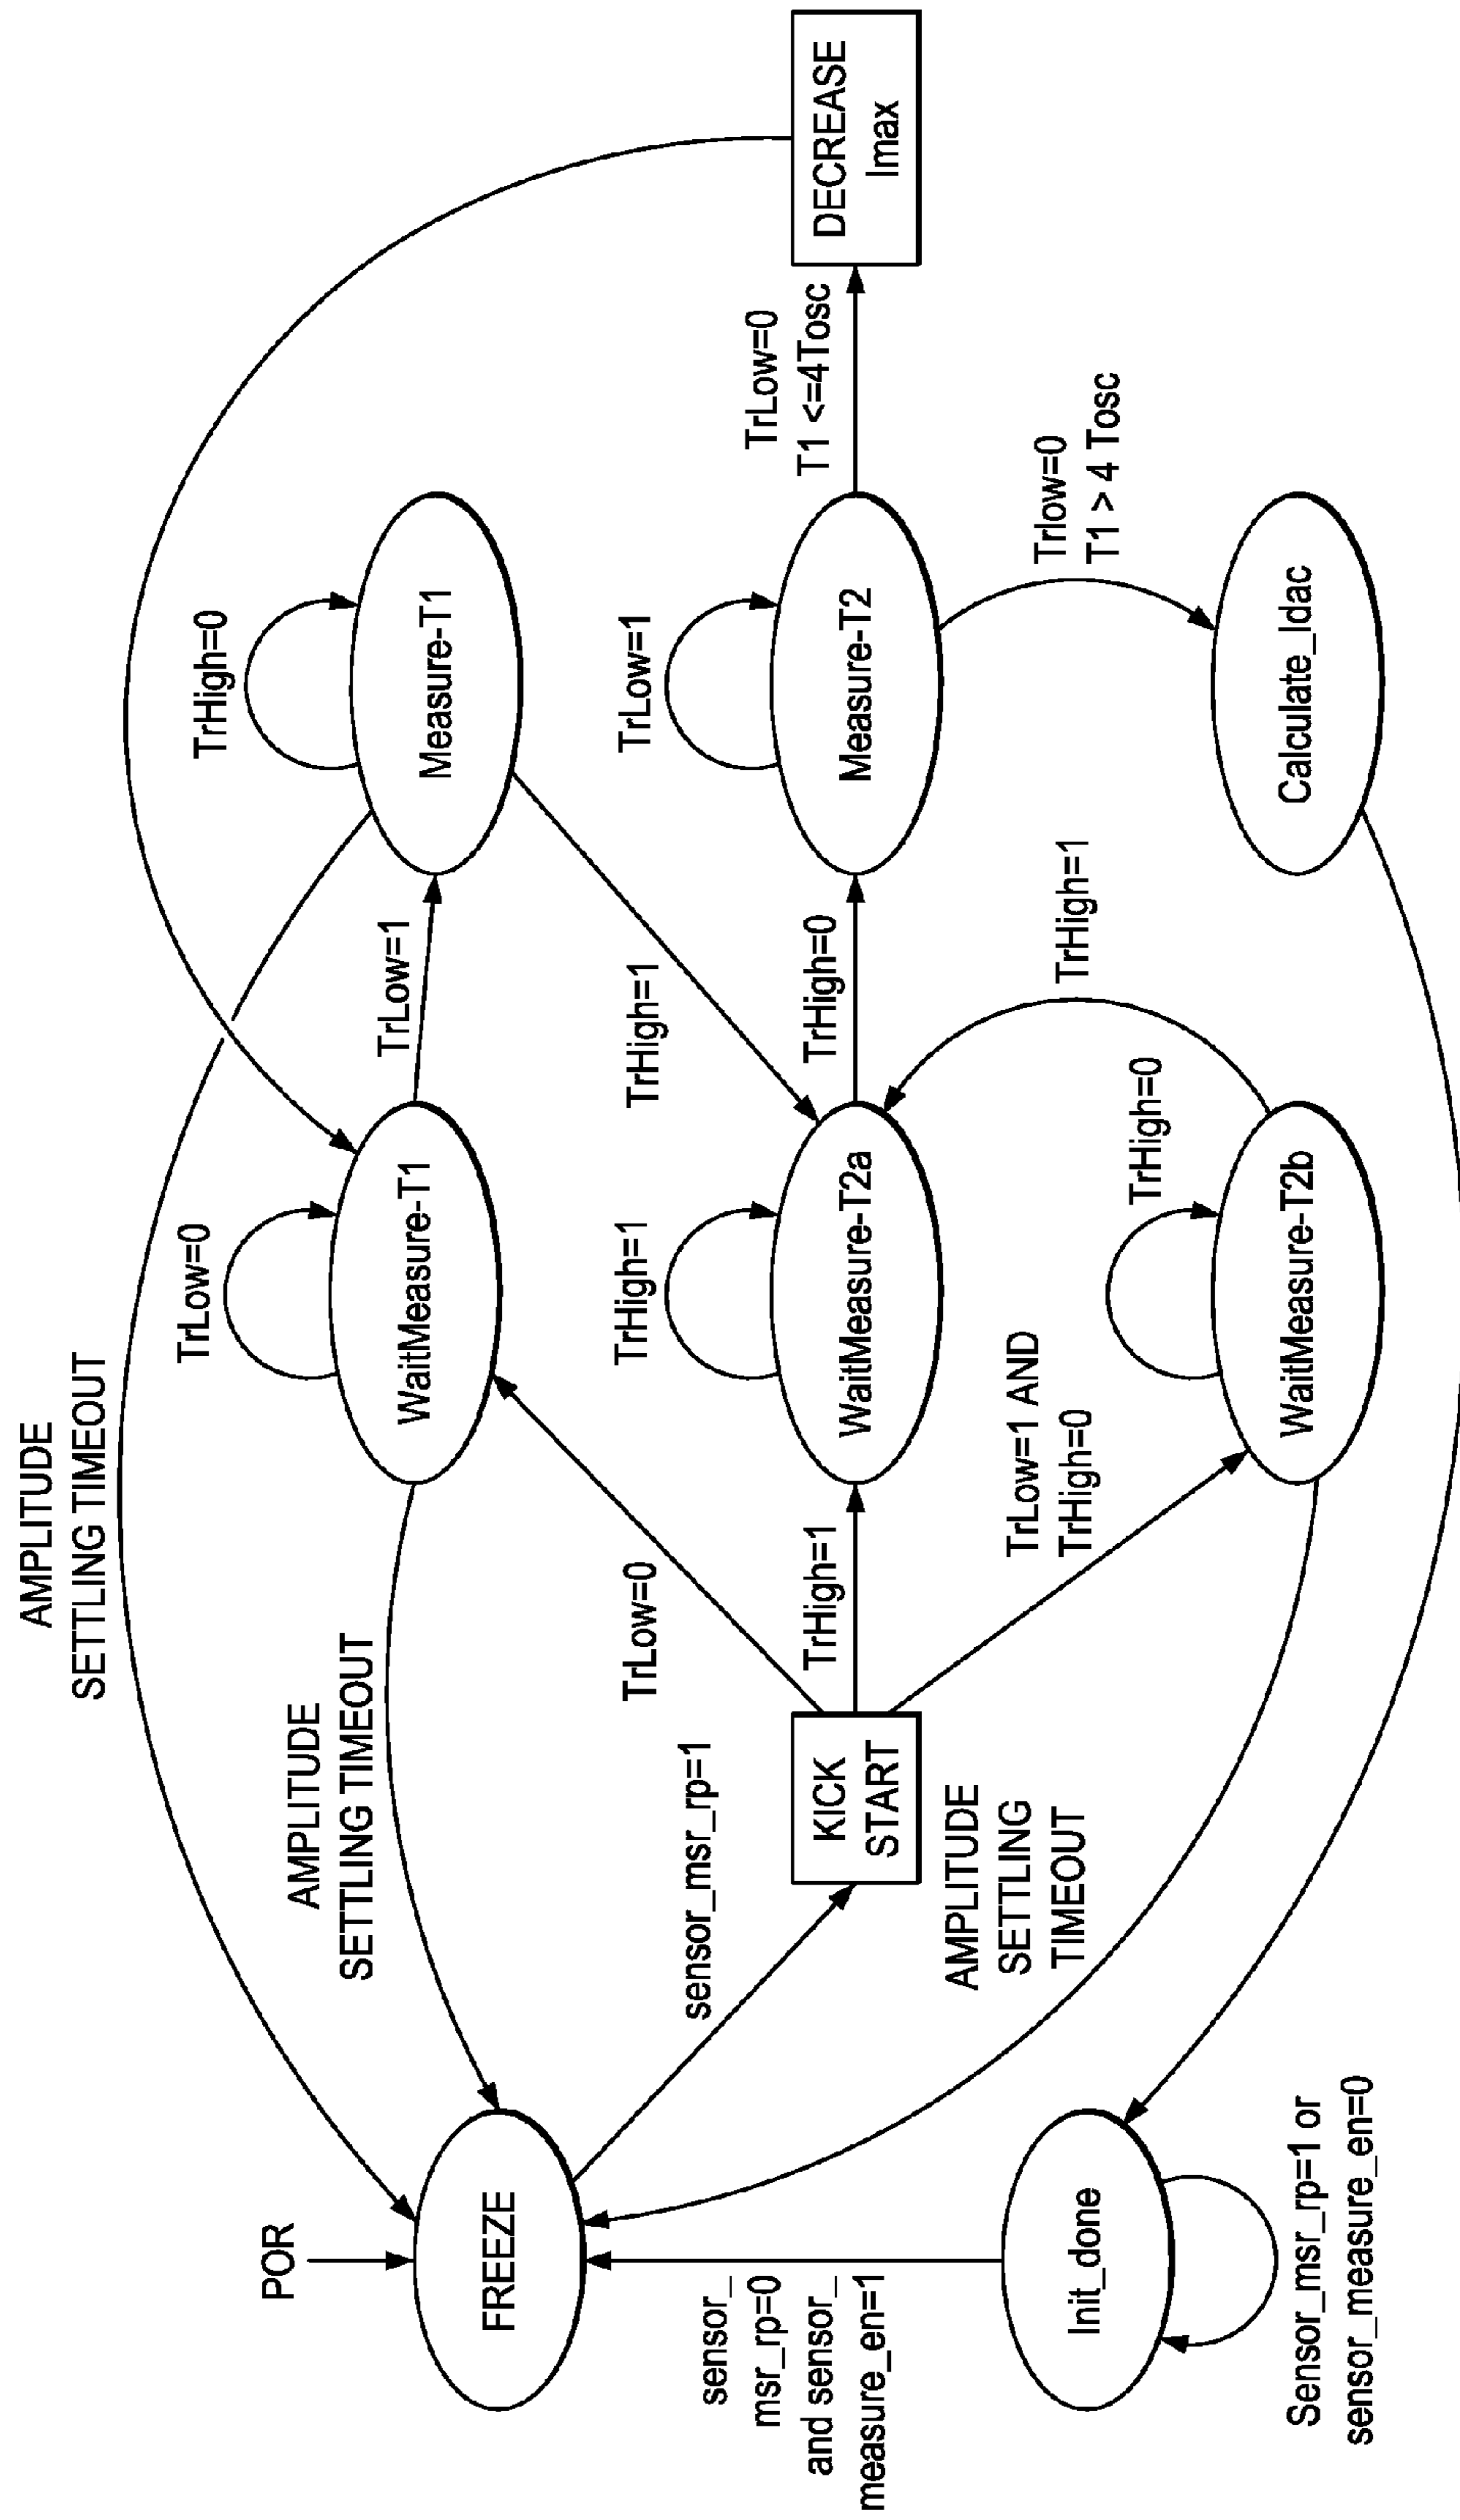 AMPLITUDE
SETTLING TIMEOUT
POR
FREEZE
AMPLITUDE
SETTLING TIMEOUT
TrLow=0
WaitMeasure-T1
TrLow=1
TrHigh=0
Measure-T1
sensor_msr_rp=1
TrLow=0
TrHigh=1
TrHigh=1
KICK
START
TrHigh=1
WaitMeasure-T2a
TrHigh=0
TrLow=1
Measure-T2
TrLow=0
T1 <=4Tosc
DECREASE
Imax
sensor_
msr_rp=0
and sensor_
measure_en=1
AMPLITUDE
SETTLING
TIMEOUT
TrLow=1 AND
TrHigh=0
TrHigh=0
TrHigh=1
Trlow=0
T1 > 4 Tosc
Init_done
WaitMeasure-T2b
Calculate_Idac
Sensor_msr_rp=1 or
sensor_measure_en=0